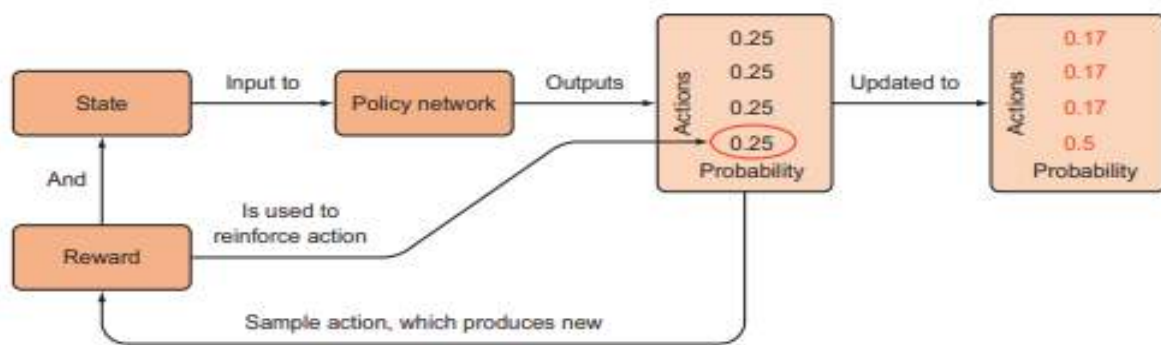 State
Input to
Policy network
Outputs
Actions
0.25
0.25
0.25
0.25
Probability
Updated to
Actions
0.17
0.17
0.17
0.5
Probability
And
Reward
Is used to
reinforce action
Sample action, which produces new